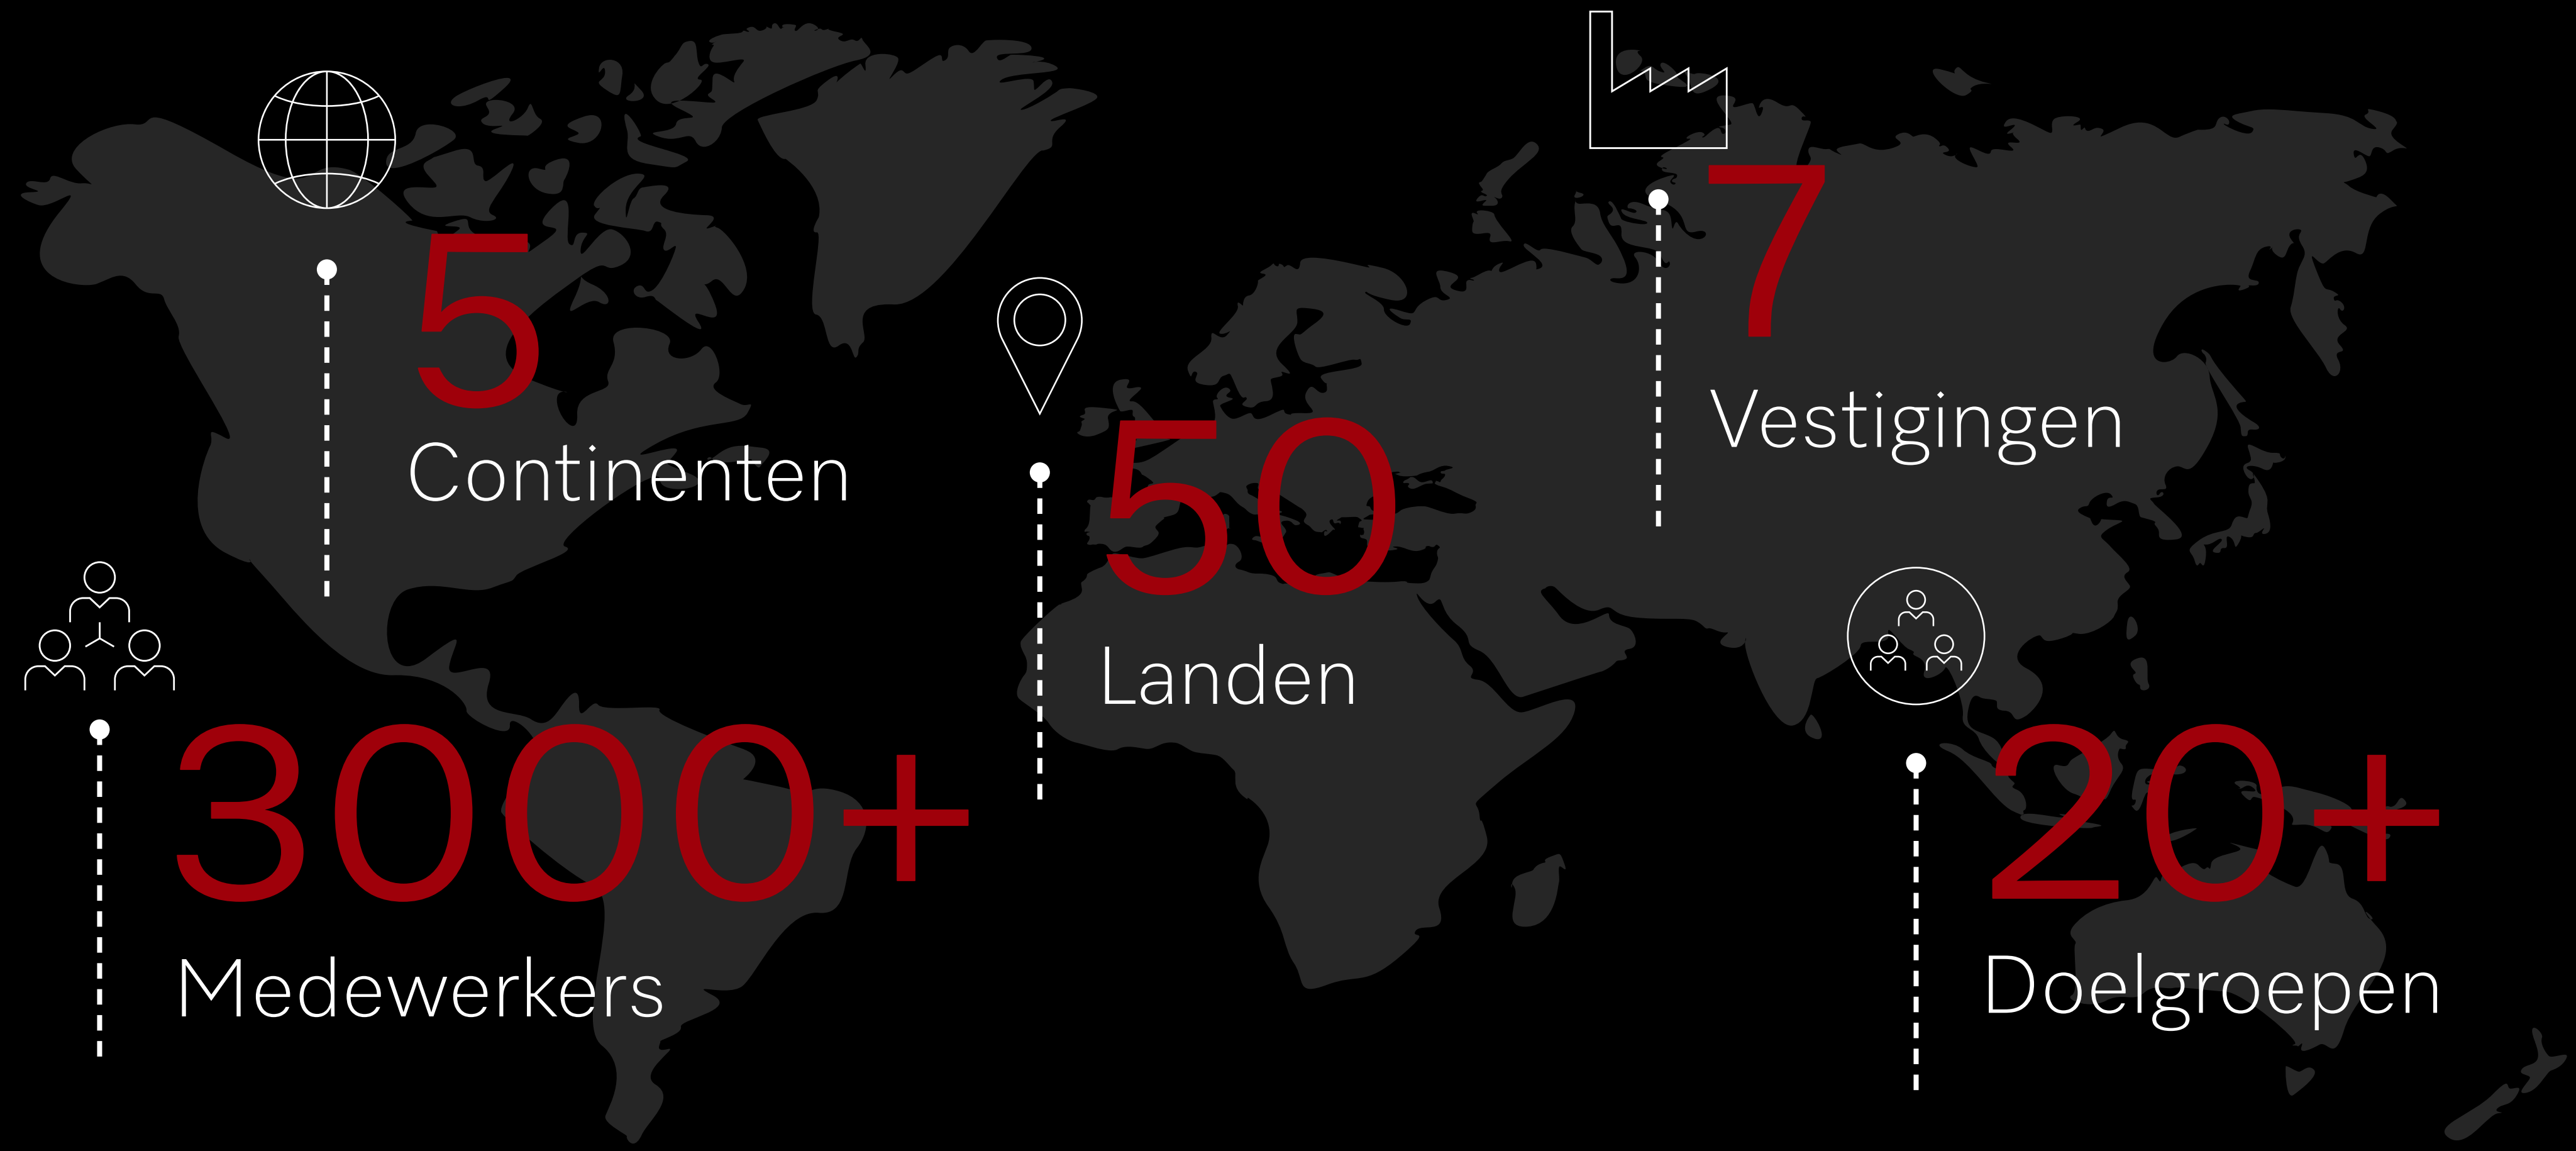 5
Continenten
3000+
Medewerkers
50
Landen
7
Vestigingen
20+
Doelgroepen